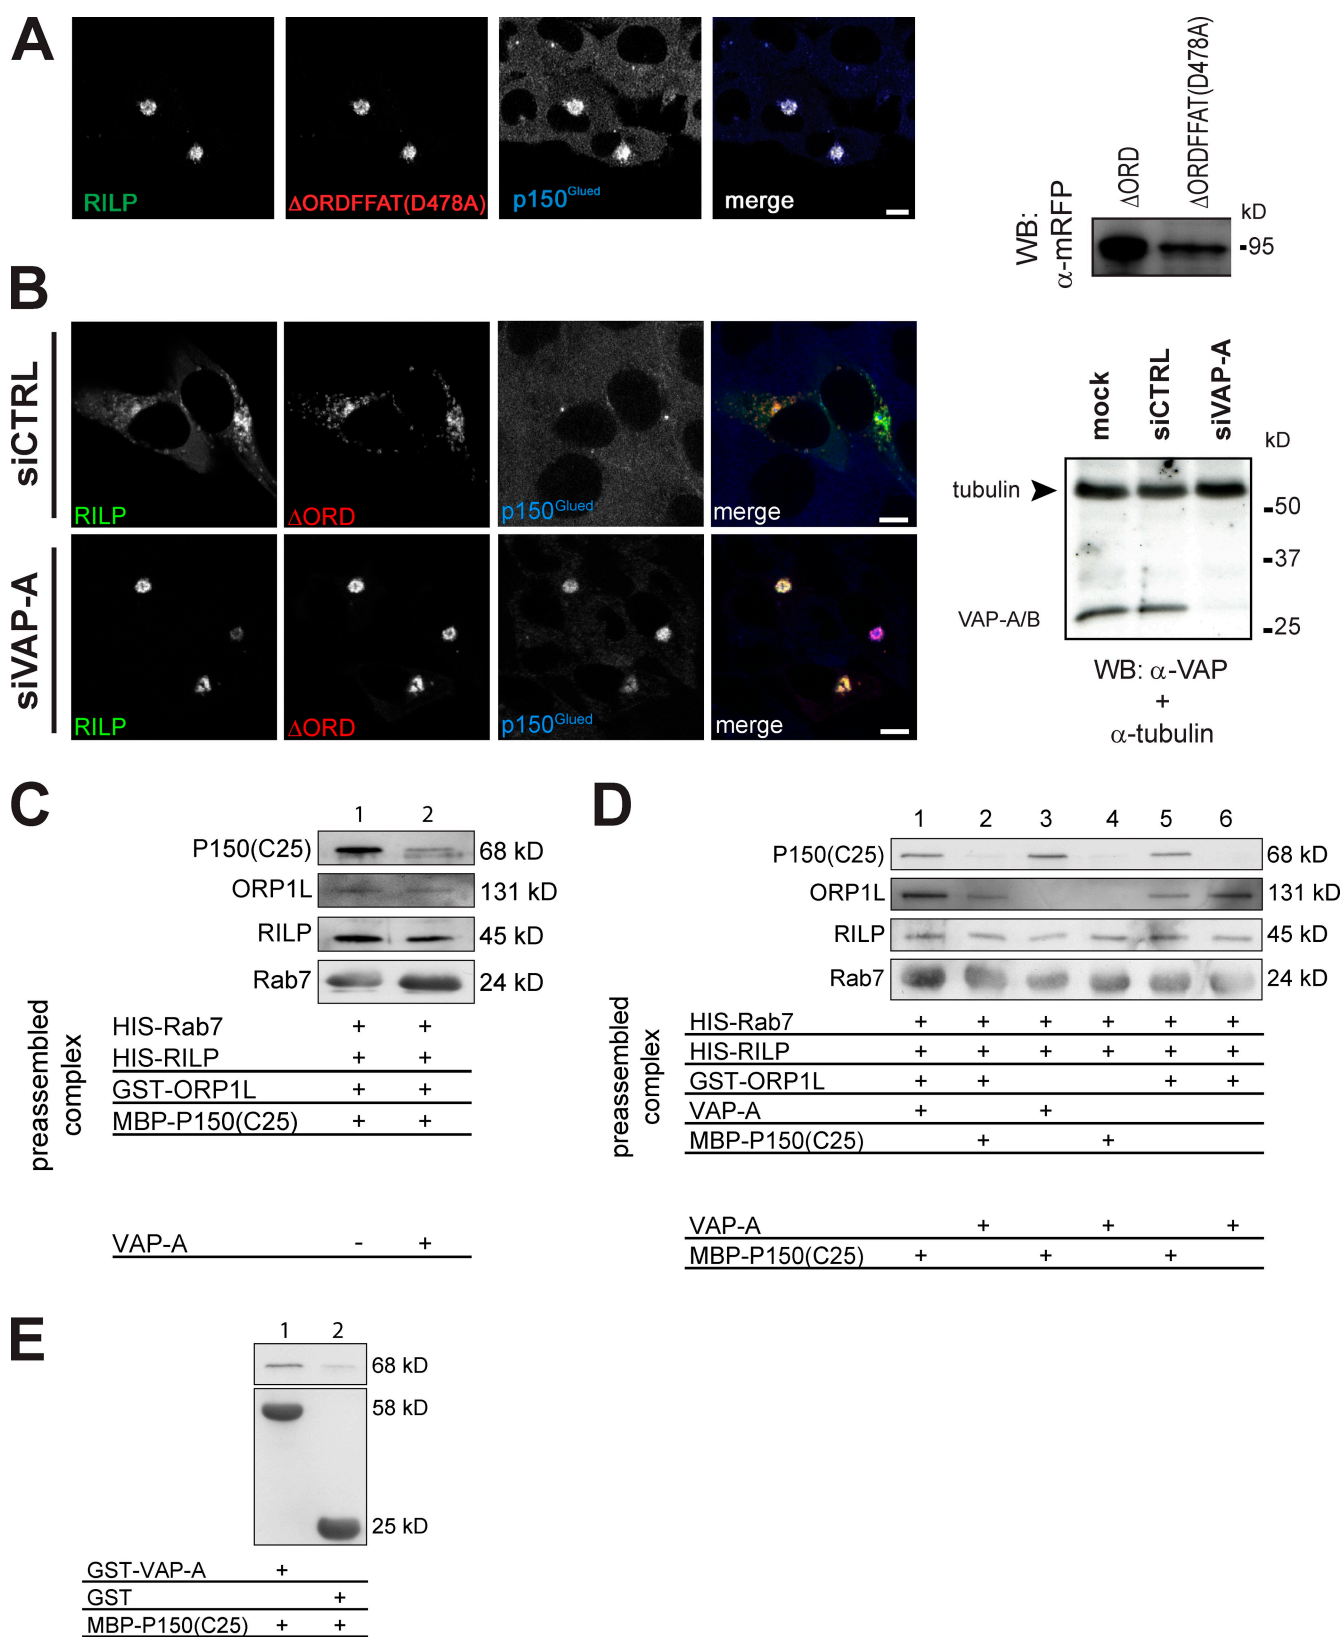 A
RILP
ΔORDFFAT(D478A)
p150Glued
merge
WB:
α-mRFP
ΔORD
ΔORDFFAT(D478A)
kD
-95
B
siCTRL
RILP
ΔORD
p150Glued
merge
siVAP-A
RILP
ΔORD
p150Glued
merge
mock
siCTRL
siVAP-A
kD
tubulin
-50
-37
VAP-A/B
-25
WB: α-VAP
+
α-tubulin
C
1 2
P150(C25) 68 kD
ORP1L 131 kD
RILP 45 kD
Rab7 24 kD
preassembled
complex
HIS-Rab7 + +
HIS-RILP + +
GST-ORP1L + +
MBP-P150(C25) + +
VAP-A - +
D
1 2 3 4 5 6
P150(C25) 68 kD
ORP1L 131 kD
RILP 45 kD
Rab7 24 kD
preassembled
complex
HIS-Rab7 + + + + + +
HIS-RILP + + + + + +
GST-ORP1L + + + +
VAP-A + +
MBP-P150(C25) + +
VAP-A + + +
MBP-P150(C25) + + +
E
1 2
68 kD
58 kD
25 kD
GST-VAP-A +
GST +
MBP-P150(C25) + +